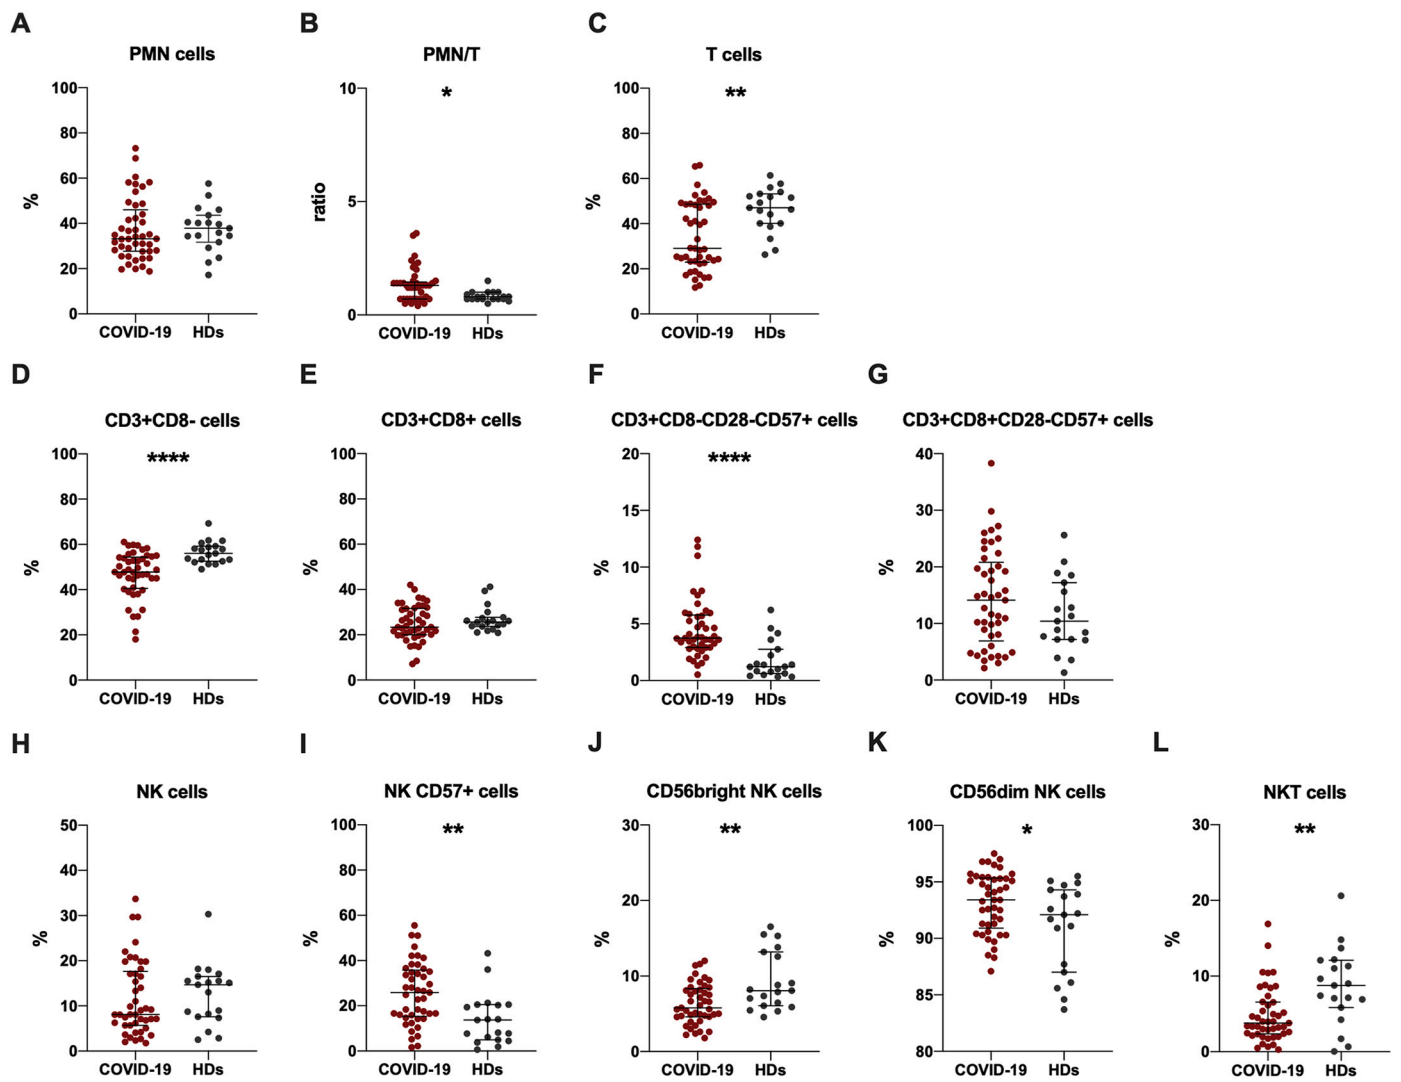 A
B
C
PMN cells
PMN/T
T cells
100
80
60
40
20
0
%
COVID-19 HDs
*
10
5
0
ratio
COVID-19 HDs
**
100
80
60
40
20
0
%
COVID-19 HDs
D
E
F
G
CD3+CD8- cells
CD3+CD8+ cells
CD3+CD8-CD28-CD57+ cells
CD3+CD8+CD28-CD57+ cells
****
100
80
60
40
20
0
%
COVID-19 HDs
100
80
60
40
20
0
%
COVID-19 HDs
****
20
15
10
5
0
%
COVID-19 HDs
40
30
20
10
0
%
COVID-19 HDs
H
I
J
K
L
NK cells
NK CD57+ cells
CD56bright NK cells
CD56dim NK cells
NKT cells
50
40
30
20
10
0
%
COVID-19 HDs
**
100
80
60
40
20
0
%
COVID-19 HDs
**
30
20
10
0
%
COVID-19 HDs
*
100
95
90
85
80
%
COVID-19 HDs
**
30
20
10
0
%
COVID-19 HDs